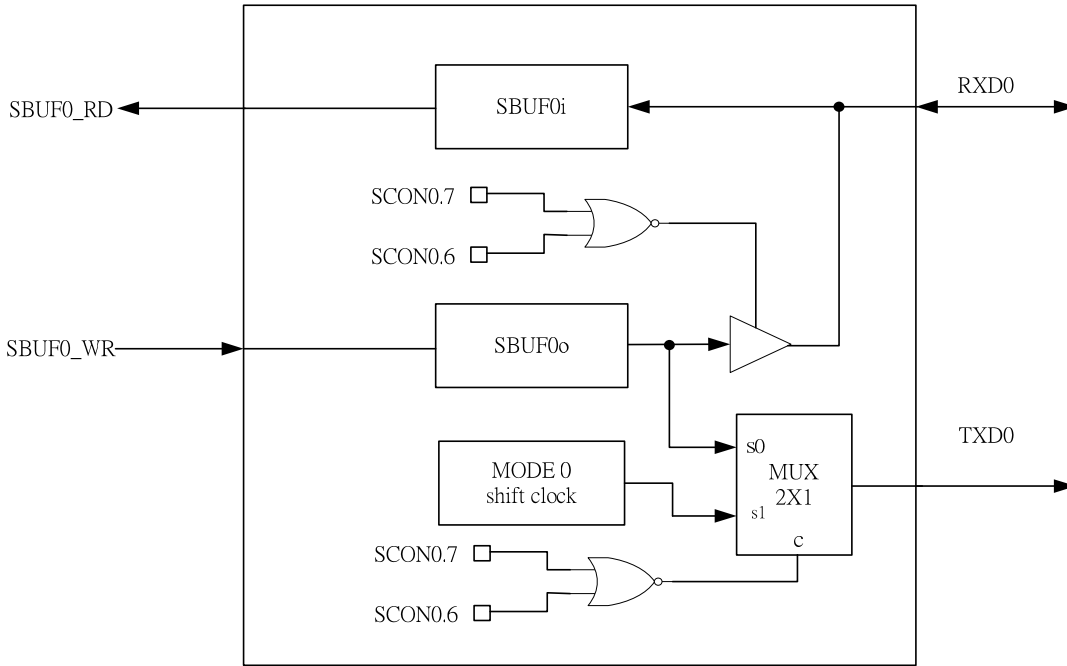 SBUF0_RD
SBUF0i
RXD0
SCON0.7
SCON0.6
SBUF0_WR
SBUF0o
TXD0
s0
MUX
2X1
s1
c
MODE 0
shift clock
SCON0.7
SCON0.6